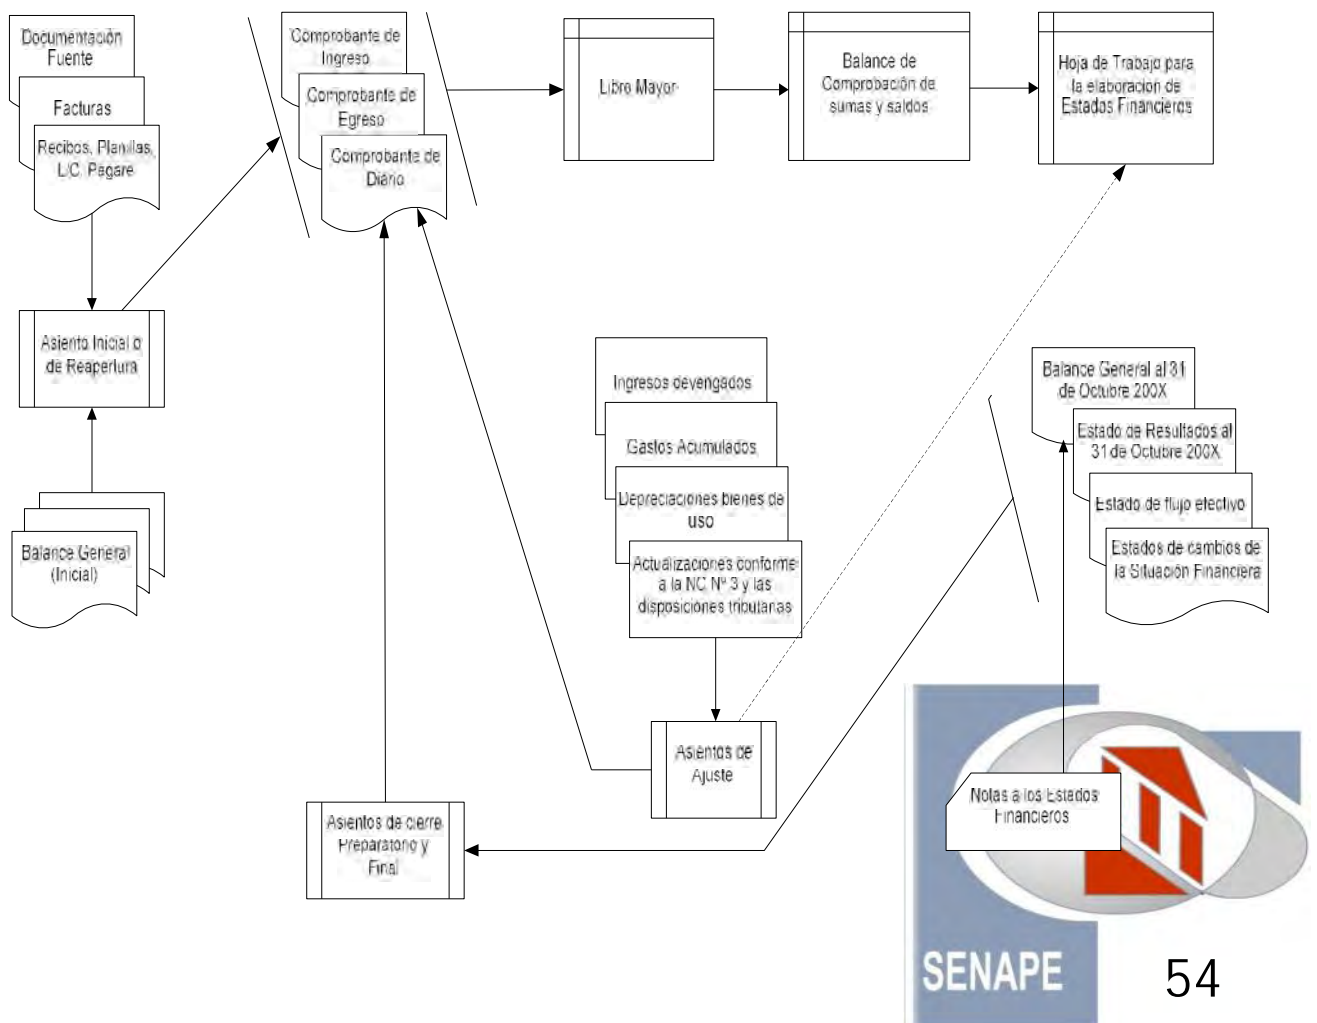 Documentación
Fuente
Facturas
Recibos, Planillas,
L/C, Pagare
Comprobante de
Ingreso
Comprobante de
Egreso
Comprobante de
Diario
Libro Mayor
Balance de
Comprobación de
sumas y saldos
Hoja de Trabajo para
la elaboración de
Estados Financieros
Asiento Inicial o
de Reapertura
Balance General
(Inicial)
Ingresos devengados
Gastos Acumulados
Depreciaciones bienes de
uso
Actualizaciones conforme
a la NC Nº 3 y las
disposiciones tributarias
Balance General al 31
de Octubre 200X
Estado de Resultados al
31 de Octubre 200X
Estado de flujo efectivo
Estados de cambios de
la Situación Financiera
Asientos de
Ajuste
Asientos de cierre
Preparatorio y
Final
Notas a los Estados
Financieros
SENAPE
54